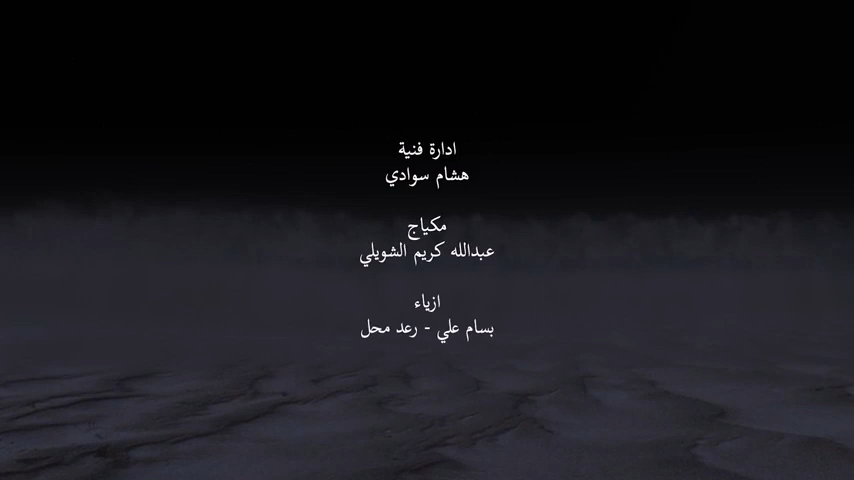 ادارة فنية
هشام سوادي
مكياج
عبدالله كريم الشويلي
ازياء
بسام علي - رعد محل